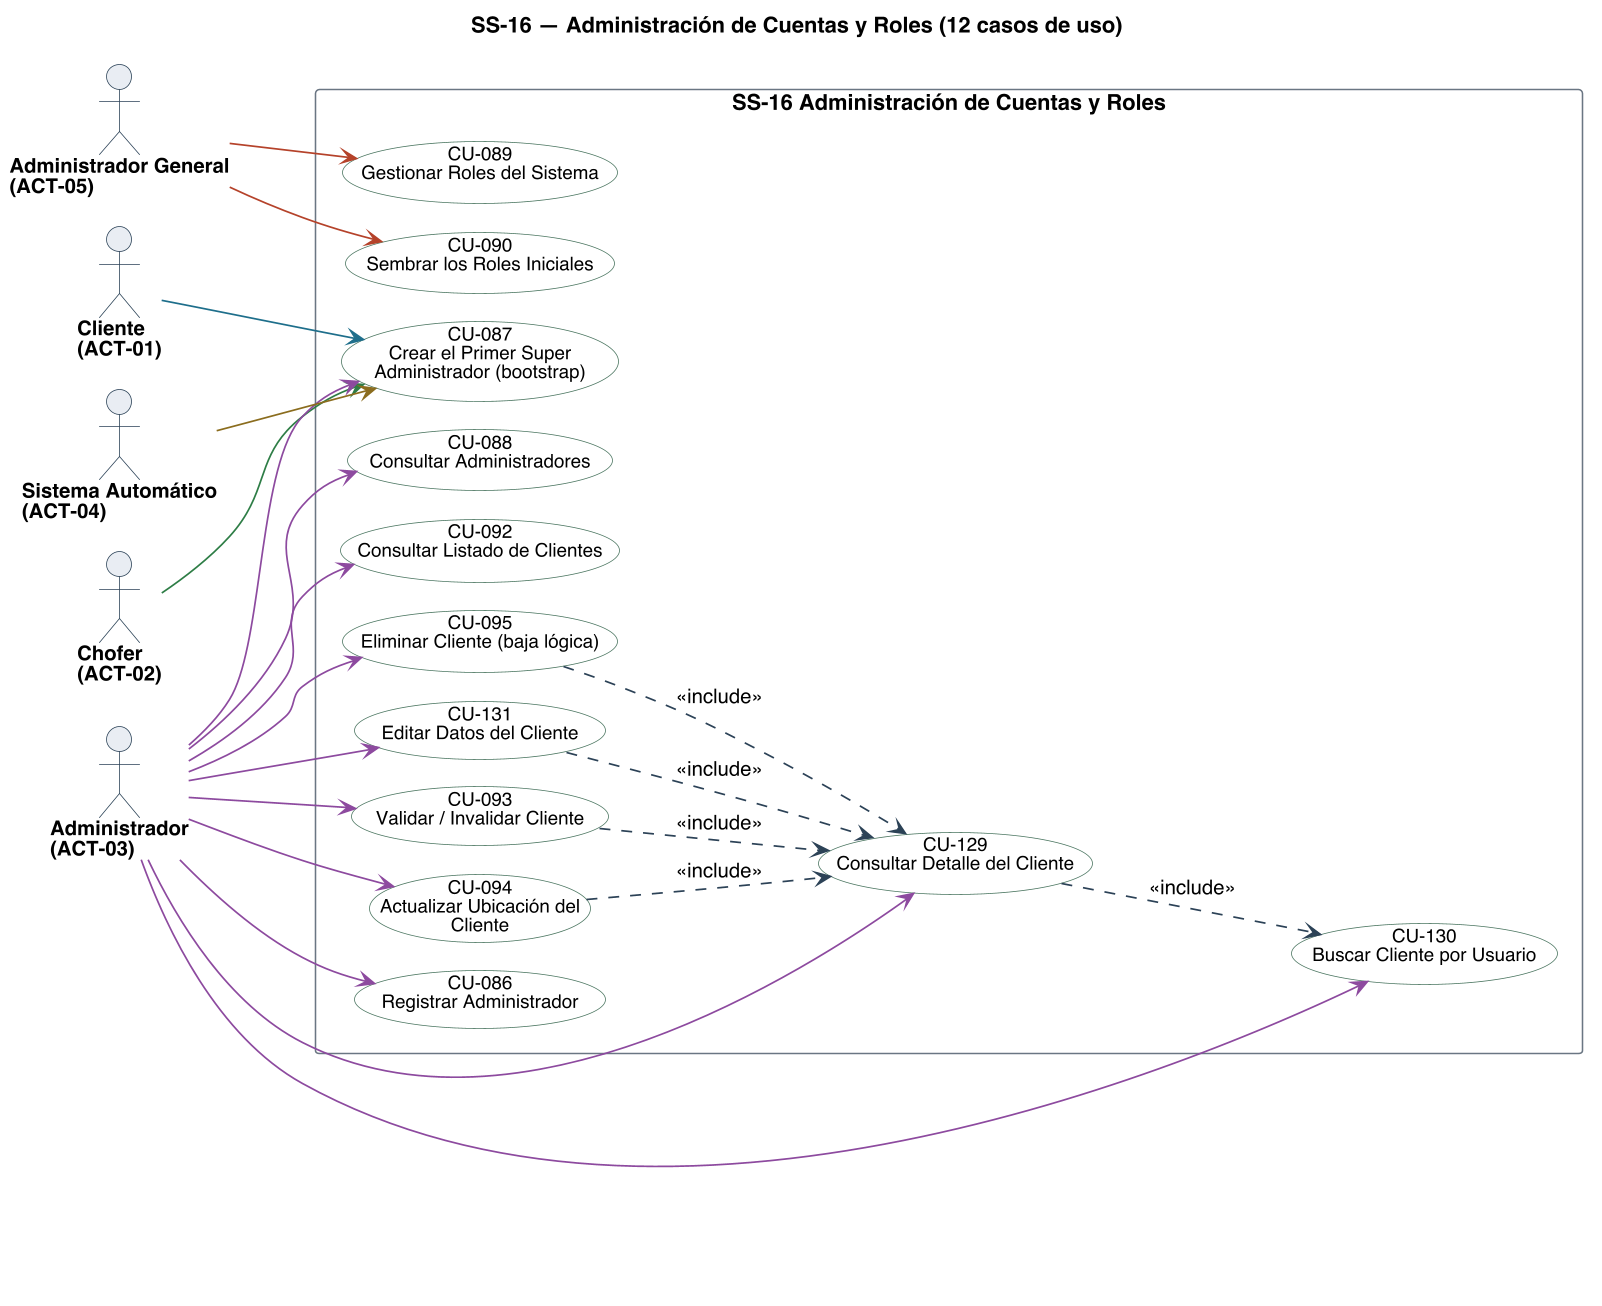 SS-16 — Administración de Cuentas y Roles (12 casos de uso)
SS-16 Administración de Cuentas y Roles
Administrador General
(ACT-05)
Cliente
(ACT-01)
Sistema Automático
(ACT-04)
Chofer
(ACT-02)
Administrador
(ACT-03)
CU-089
Gestionar Roles del Sistema
CU-090
Sembrar los Roles Iniciales
CU-087
Crear el Primer Super
Administrador (bootstrap)
CU-088
Consultar Administradores
CU-092
Consultar Listado de Clientes
CU-095
Eliminar Cliente (baja lógica)
CU-131
Editar Datos del Cliente
CU-093
Validar / Invalidar Cliente
CU-094
Actualizar Ubicación del
Cliente
CU-086
Registrar Administrador
«include»
«include»
«include»
«include»
CU-129
Consultar Detalle del Cliente
«include»
CU-130
Buscar Cliente por Usuario